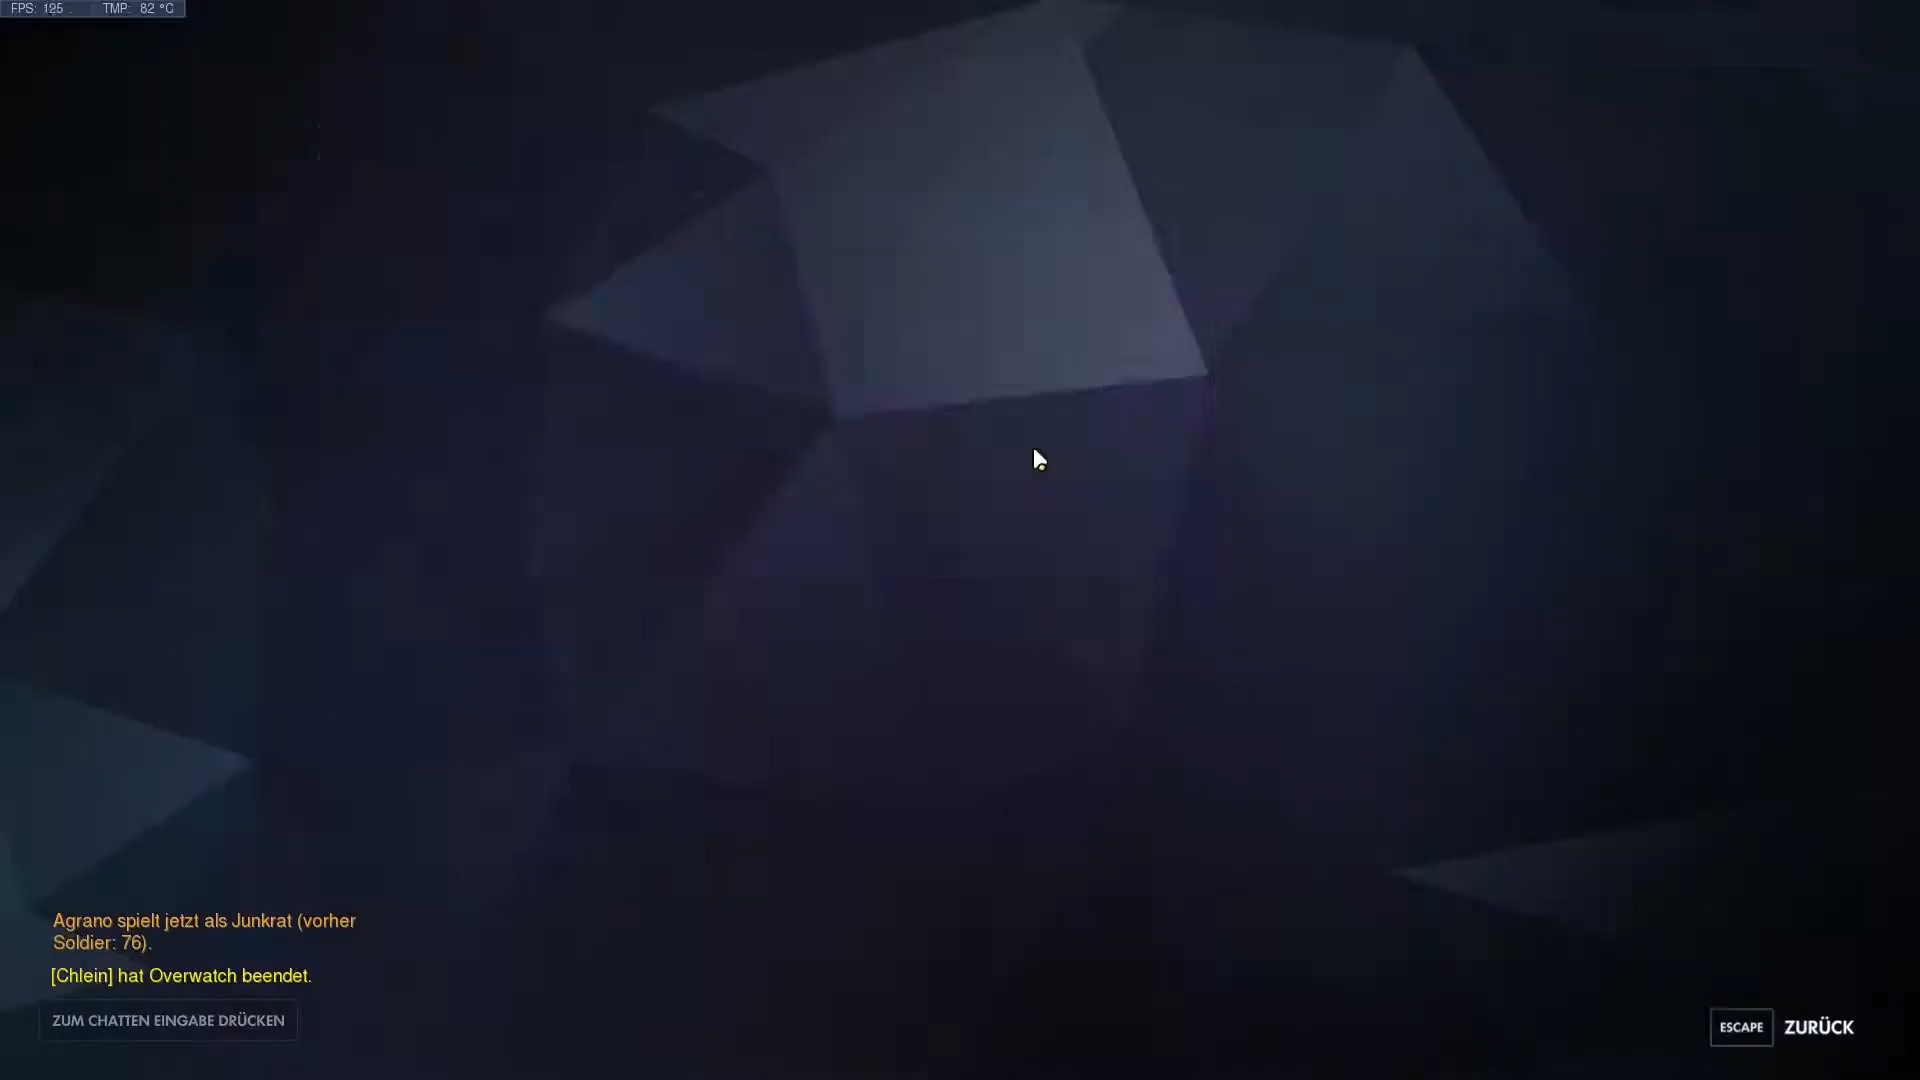 FPS: 125 TMP: 82 °C
Agrano spielt jetzt als Junkrat (vorher
Soldier: 76).
[Chlein] hat Overwatch beendet.
ZUM CHATTEN EINGABE DRÜCKEN
ESCAPE ZURÜCK